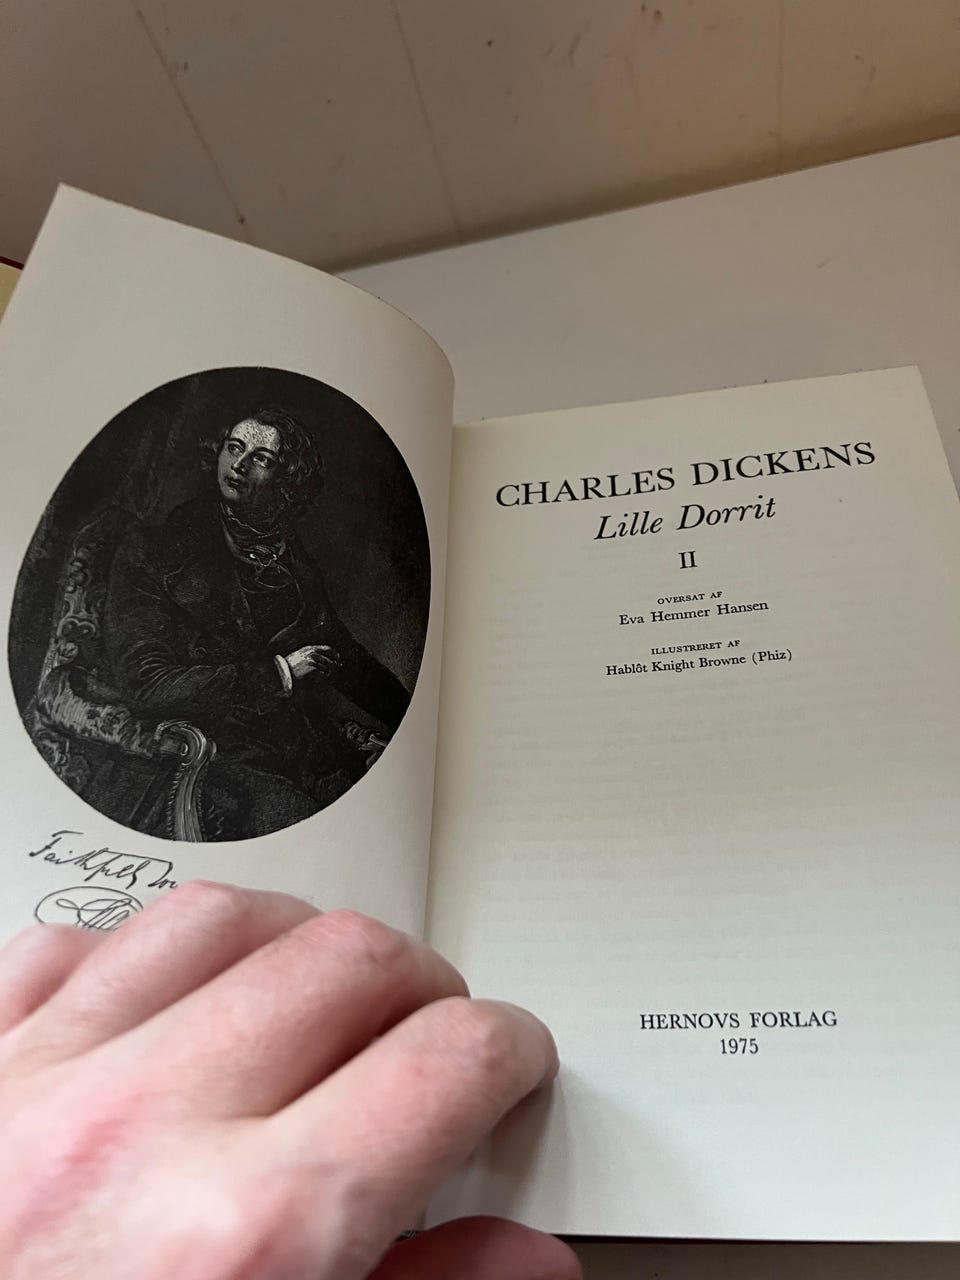 Faithfully
CHARLES DICKENS
Lille Dorrit
II
OVERSAT AF
Eva Hemmer Hansen
ILLUSTRERET AF
Hablôt Knight Browne (Phiz)
HERNOVS FORLAG
1975